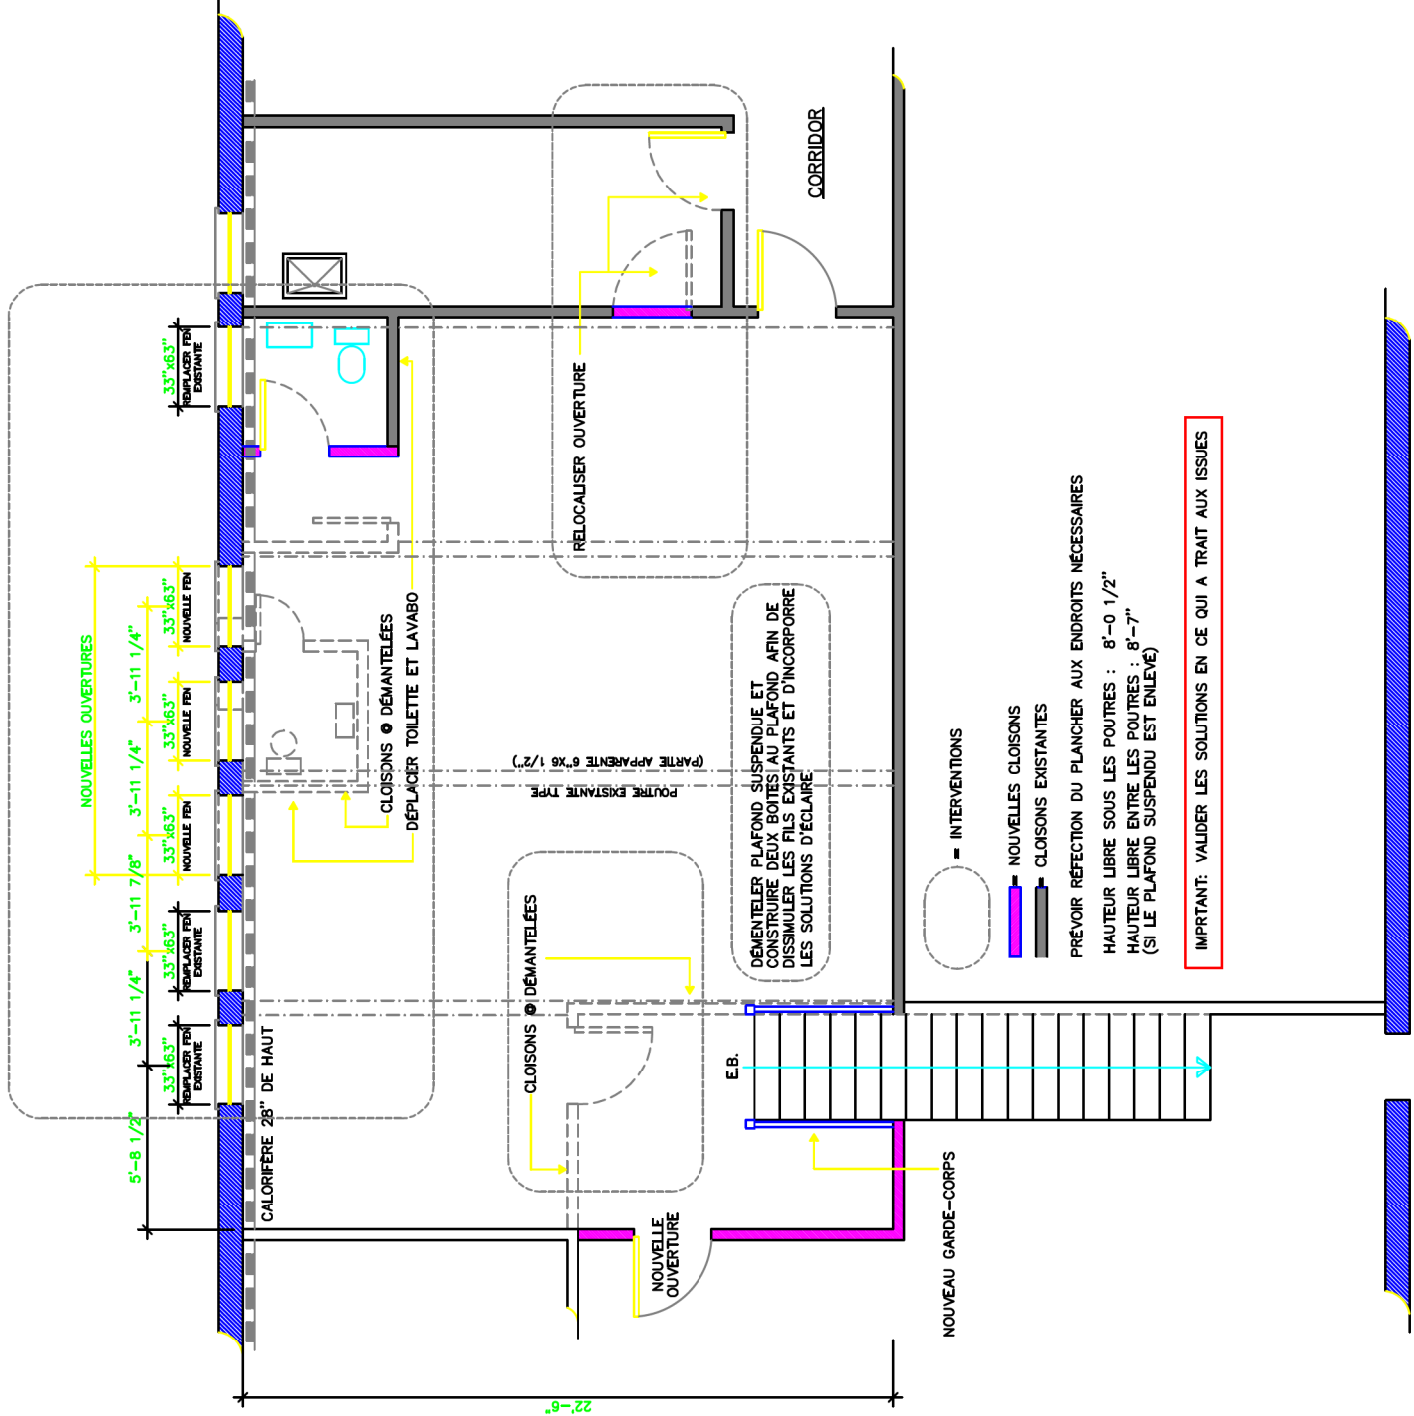 NOUVELLES OUVERTURES
5'-8 1/2"
3'-11 1/4"
3'-11 7/8"
3'-11 1/4"
3'-11 1/4"
33"x63"
REMPLACER FEN
EXISTANTE
33"x63"
REMPLACER FEN
EXISTANTE
33"x63"
NOUVELLE FEN
33"x63"
NOUVELLE FEN
33"x63"
NOUVELLE FEN
33"x63"
REMPLACER FEN
EXISTANTE
CALORIFÈRE 28" DE HAUT
CLOISONS @ DÉMANTELÉES
DÉPLACER TOILETTE ET LAVABO
RELOCALISER OUVERTURE
CORRIDOR
CLOISONS @ DÉMANTELÉES
POUTRE EXISTANTE TYPE
(PARTIE APPARENTE 6"X6 1/2")
DÉMENTELER PLAFOND SUSPENDUE ET
CONSTRUIRE DEUX BOITES AU PLAFOND AFIN DE
DISSIMULER LES FILS EXISTANTS ET D'INCORPORRE
LES SOLUTIONS D'ÉCLAIRE
E.B.
NOUVELLE
OUVERTURE
22'-6"
NOUVEAU GARDE-CORPS
= INTERVENTIONS
= NOUVELLES CLOISONS
= CLOISONS EXISTANTES
PRÉVOIR RÉFECTION DU PLANCHER AUX ENDROITS NÉCESSAIRES
HAUTEUR LIBRE SOUS LES POUTRES : 8'-0 1/2"
HAUTEUR LIBRE ENTRE LES POUTRES : 8'-7"
(SI LE PLAFOND SUSPENDU EST ENLEVÉ)
IMPRTANT: VALIDER LES SOLUTIONS EN CE QUI A TRAIT AUX ISSUES